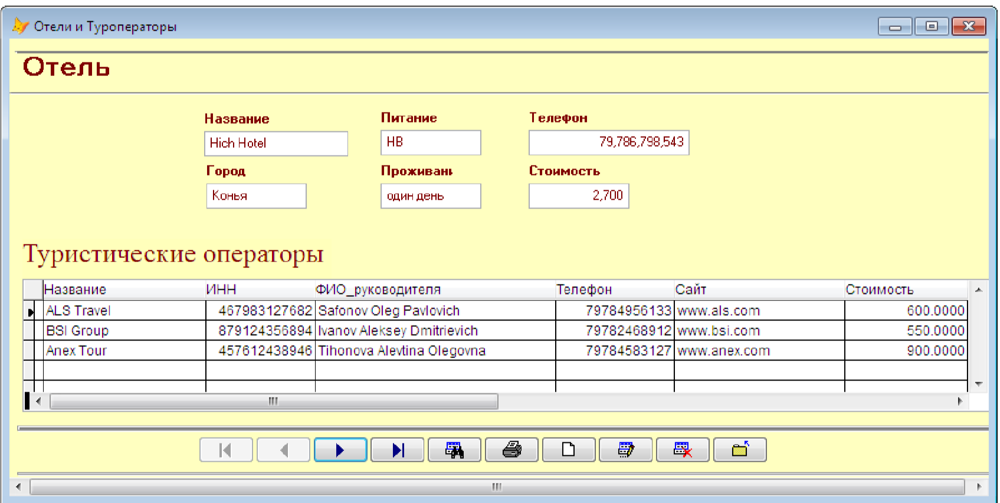 Отели и Туроператоры
Отель
Название Питание Телефон
Hich Hotel HB 79,786,798,543
Город Проживани Стоимость
Конья один день 2,700
Туристические операторы
Название ИНН ФИО_руководителя Телефон Сайт Стоимость
ALS Travel 467983127682 Safonov Oleg Pavlovich 79784956133 www.als.com 600.0000
BSI Group 879124356894 Ivanov Aleksey Dmitrievich 79782468912 www.bsi.com 550.0000
Anex Tour 457612438946 Tihonova Alevtina Olegovna 79784583127 www.anex.com 900.0000